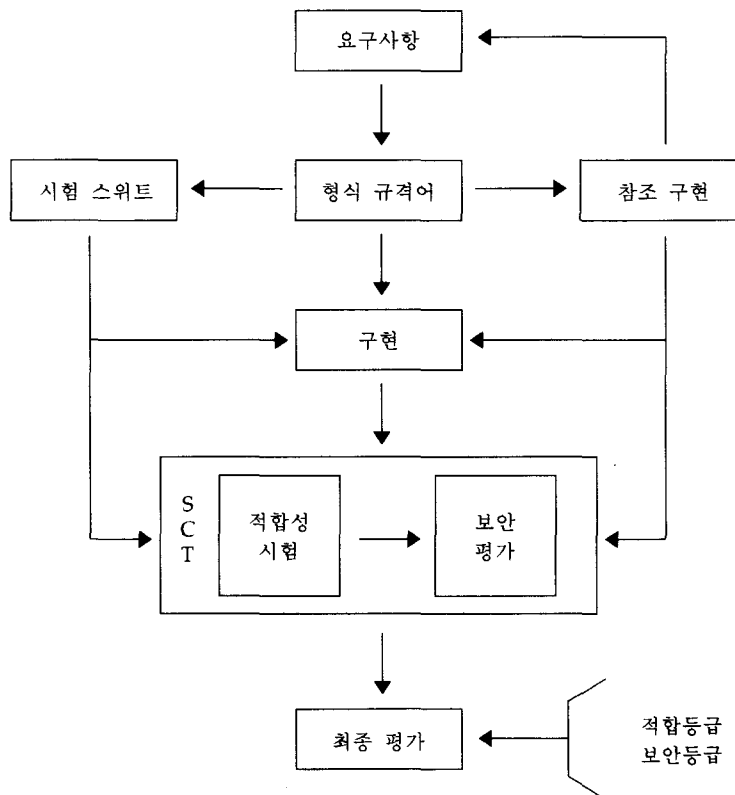 요구사항
시험 스위트
형식 규격어
참조 구현
구현
S
C
T
적합성
시험
보안
평가
최종 평가
적합등급
보안등급